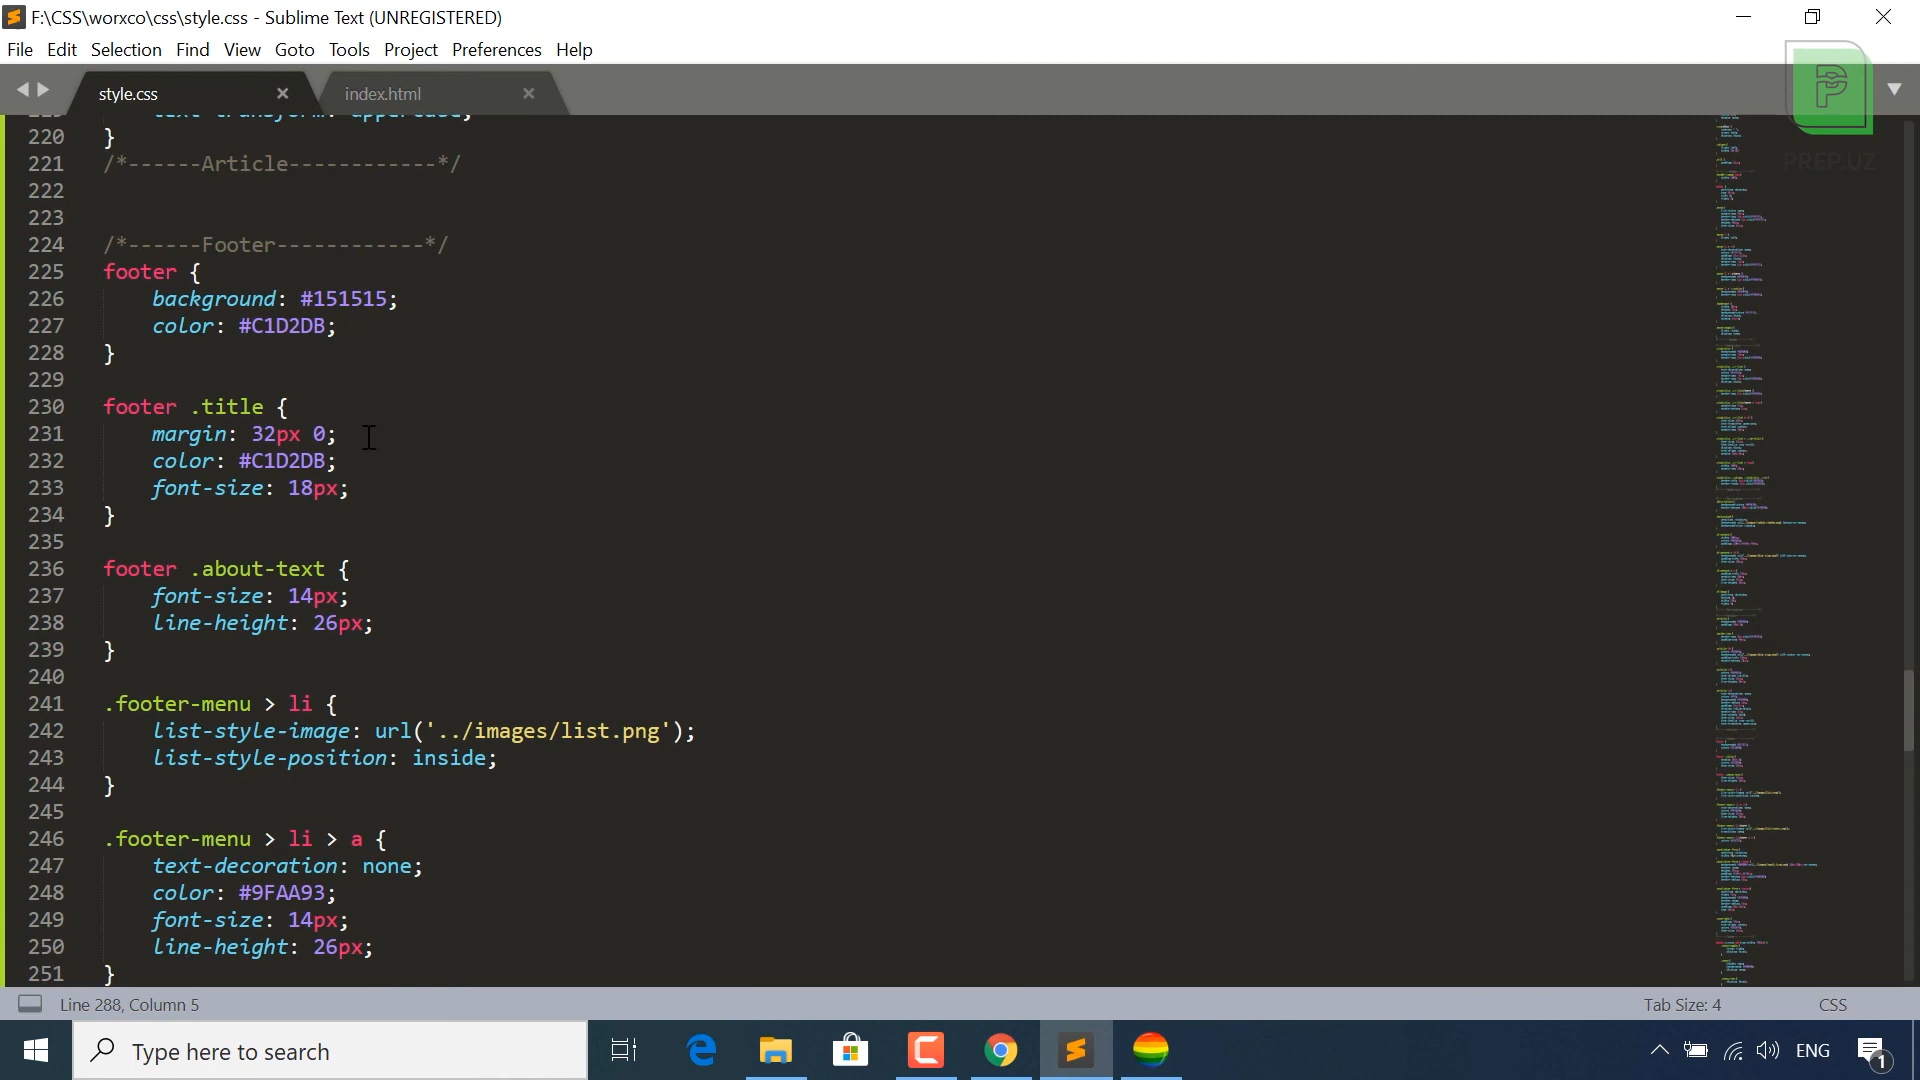 F:\CSS\worxco\css\style.css - Sublime Text (UNREGISTERED)
File Edit Selection Find View Goto Tools Project Preferences Help
style.css index.html
PREP.UZ
220 }
221 /*------Article------------*/
222
223
224 /*------Footer------------*/
225 footer {
226 background: #151515;
227 color: #C1D2DB;
228 }
229
230 footer .title {
231 margin: 32px 0;
232 color: #C1D2DB;
233 font-size: 18px;
234 }
235
236 footer .about-text {
237 font-size: 14px;
238 line-height: 26px;
239 }
240
241 .footer-menu > li {
242 list-style-image: url('../images/list.png');
243 list-style-position: inside;
244 }
245
246 .footer-menu > li > a {
247 text-decoration: none;
248 color: #9FAA93;
249 font-size: 14px;
250 line-height: 26px;
251 }
Line 288, Column 5 Tab Size: 4 CSS
Type here to search ENG 1